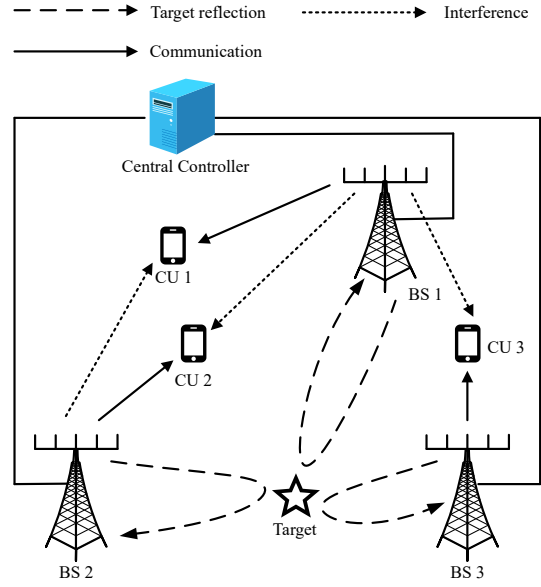 Target reflection
Interference
Communication
Central Controller
CU 1
BS 1
CU 2
CU 3
Target
BS 2
BS 3